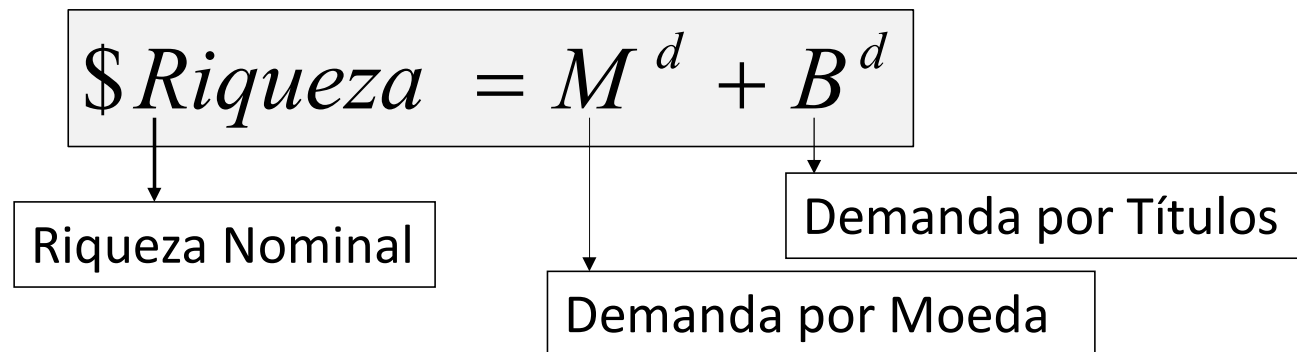 $Riqueza = M^d + B^d
Riqueza Nominal
Demanda por Títulos
Demanda por Moeda